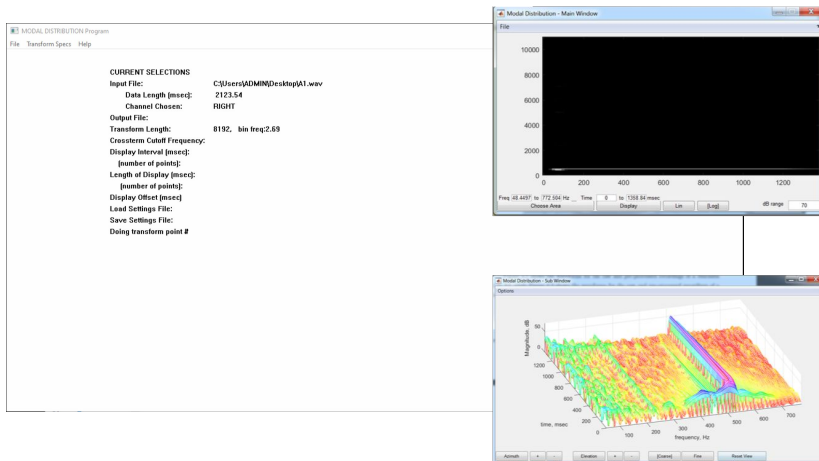 MODAL DISTRIBUTION Program
File Transform Specs Help
CURRENT SELECTIONS
Input File: C:\Users\ADMIN\Desktop\A1.wav
Data Length (msec): 2123.54
Channel Chosen: RIGHT
Output File:
Transform Length: 8192, bin freq:2.69
Crossterm Cutoff Frequency:
Display Interval (msec):
(number of points):
Length of Display (msec):
(number of points):
Display Offset (msec)
Load Settings File:
Save Settings File:
Doing transform point #
Modal Distribution - Main Window
File
10000
8000
6000
4000
2000
0
0 200 400 600 800 1000 1200
Freq 48.4497 to 772.504 Hz Time 0 to 1358.94 msec
Choose Area Display Lin [Log] dB range 70
Modal Distribution - Sub Window
Options
Magnitude, dB
50
0
1200
1000
800
600
400
200
0
time, msec
100 200 300 400 500 600 700
frequency, Hz
Azimuth + - Elevation + - [Coarse] Fine Reset View